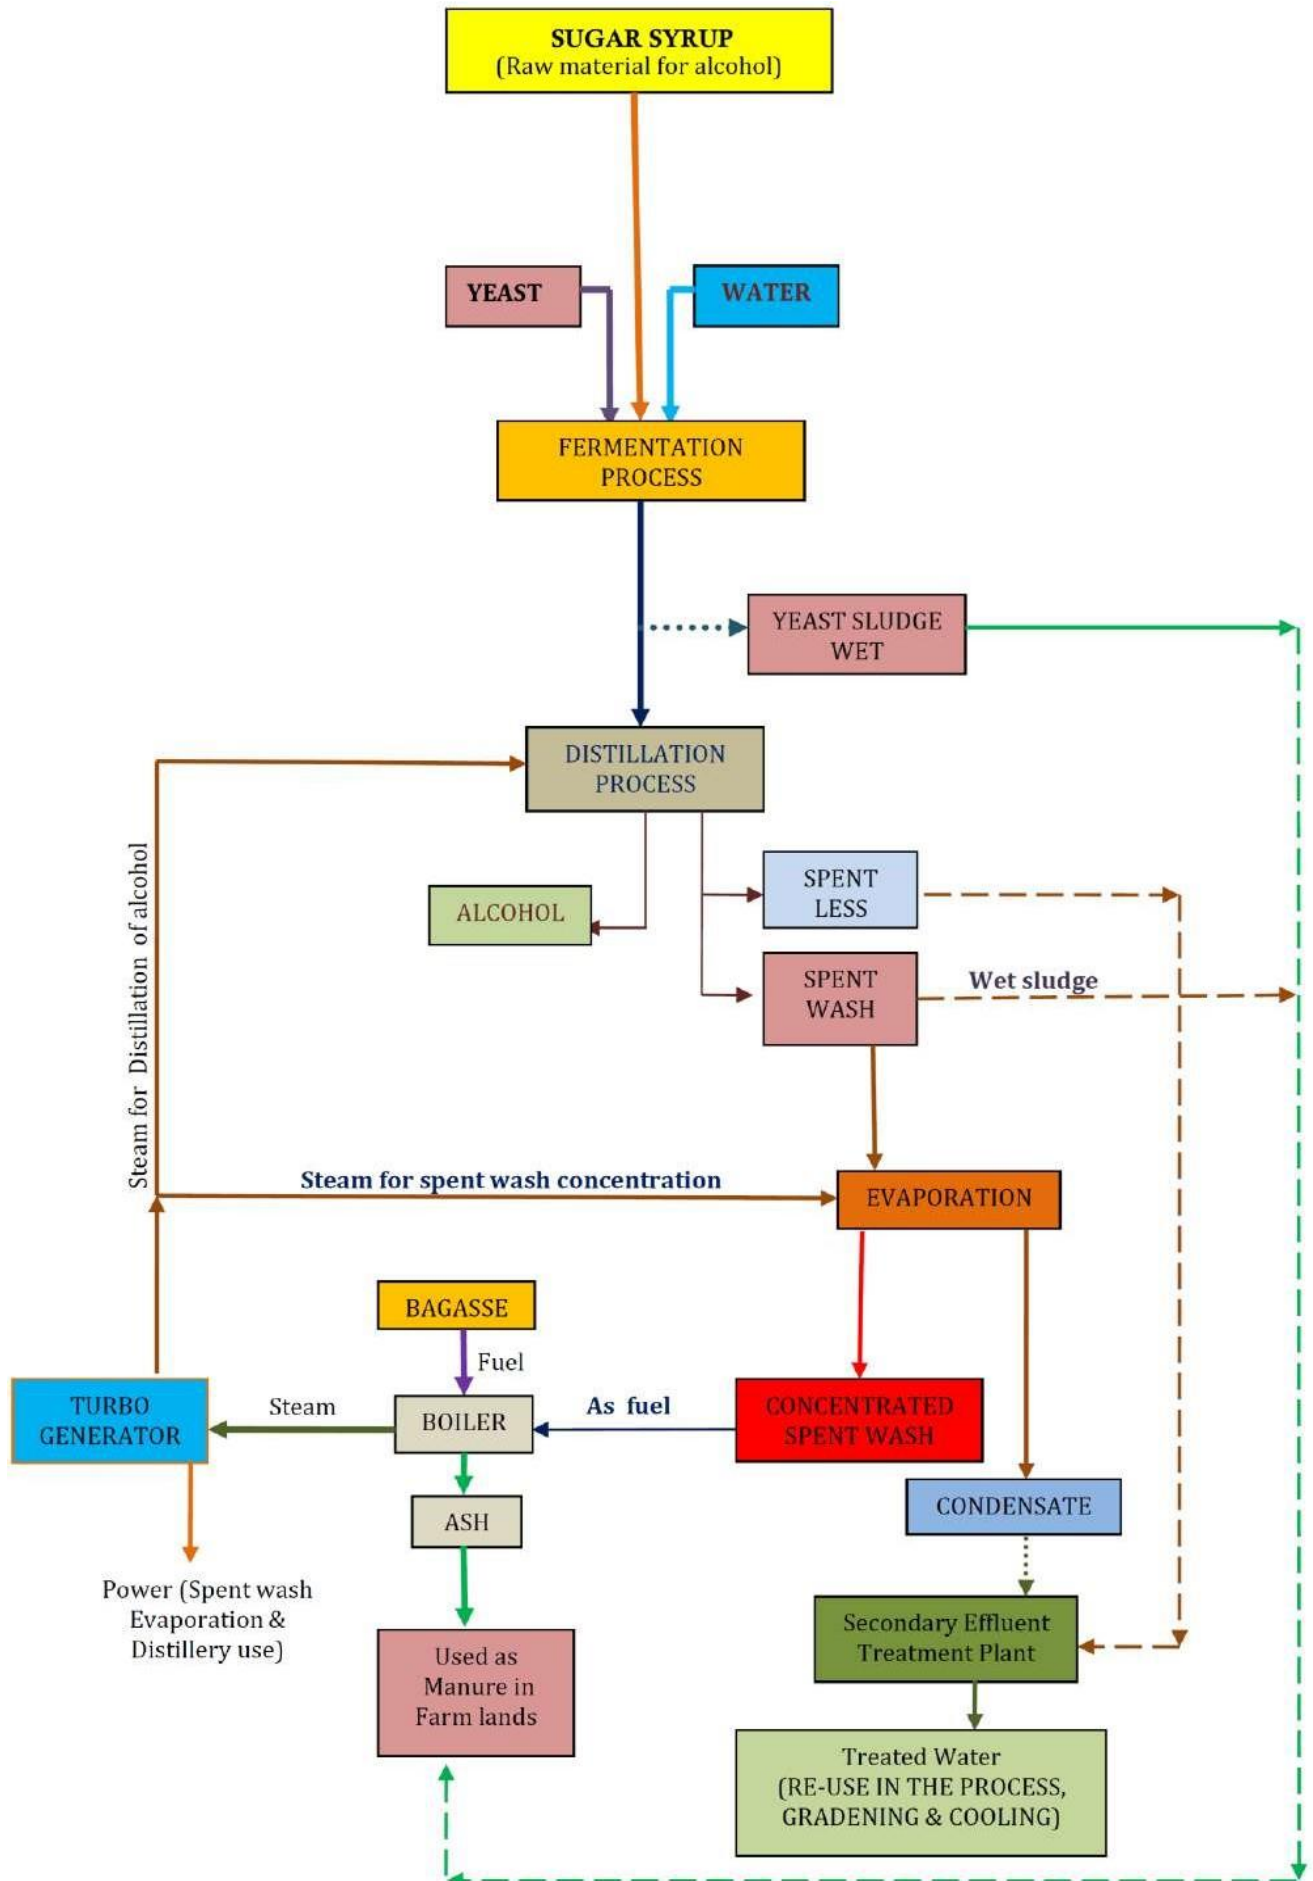 SUGAR SYRUP
(Raw material for alcohol)
YEAST
WATER
FERMENTATION
PROCESS
YEAST SLUDGE
WET
DISTILLATION
PROCESS
SPENT
LESS
ALCOHOL
SPENT
WASH
Wet sludge
Steam for Distillation of alcohol
Steam for spent wash concentration
EVAPORATION
BAGASSE
Fuel
TURBO
GENERATOR
Steam
BOILER
As fuel
CONCENTRATED
SPENT WASH
CONDENSATE
ASH
Power (Spent wash
Evaporation &
Distillery use)
Secondary Effluent
Treatment Plant
Used as
Manure in
Farm lands
Treated Water
(RE-USE IN THE PROCESS,
GRADENING & COOLING)